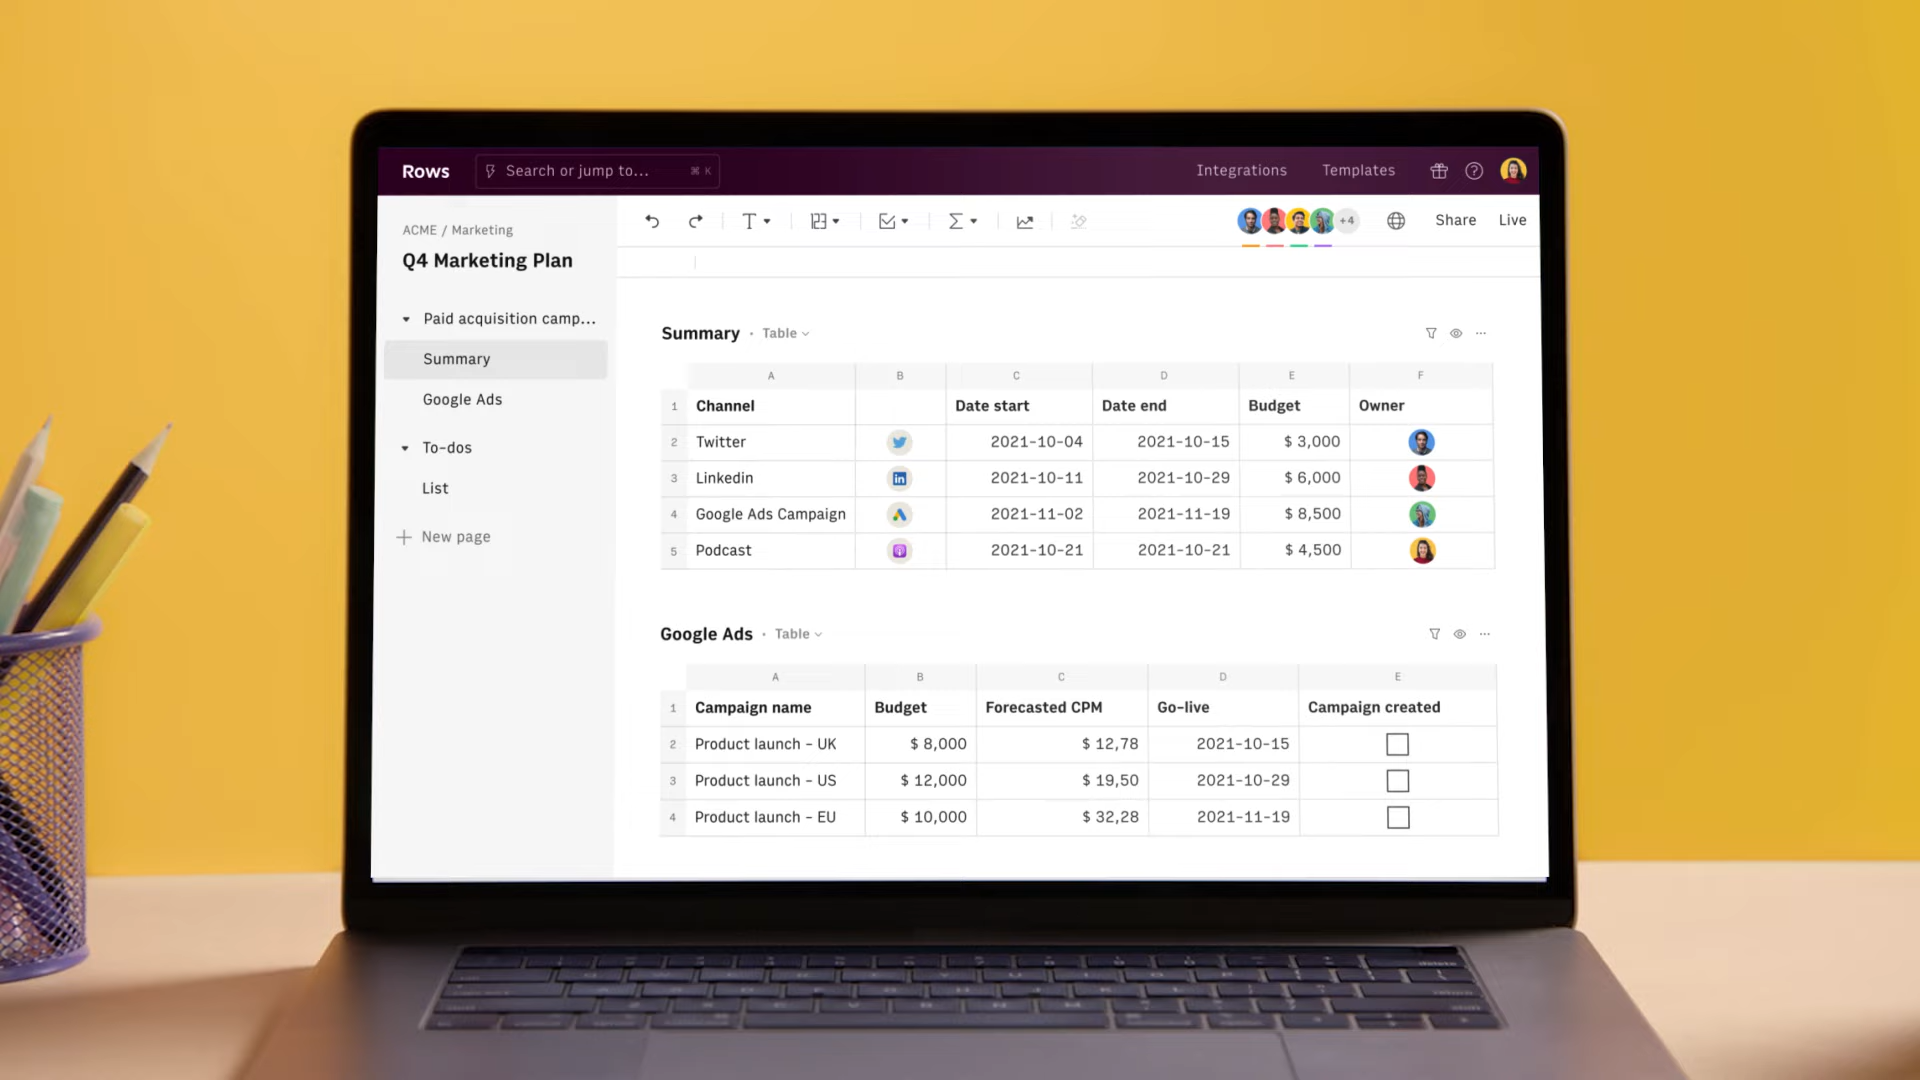 Rows
Search or jump to...
⌘ K
Integrations
Templates
?
ACME / Marketing
Q4 Marketing Plan
Paid acquisition camp...
Summary
Google Ads
To-dos
List
+ New page
T
Σ
+4
Share
Live
Summary • Table
A B C D E F
1 Channel Date start Date end Budget Owner
2 Twitter 2021-10-04 2021-10-15 $ 3,000
3 Linkedin in 2021-10-11 2021-10-29 $ 6,000
4 Google Ads Campaign 2021-11-02 2021-11-19 $ 8,500
5 Podcast 2021-10-21 2021-10-21 $ 4,500
Google Ads • Table
A B C D E
1 Campaign name Budget Forecasted CPM Go-live Campaign created
2 Product launch - UK $ 8,000 $ 12,78 2021-10-15
3 Product launch - US $ 12,000 $ 19,50 2021-10-29
4 Product launch - EU $ 10,000 $ 32,28 2021-11-19